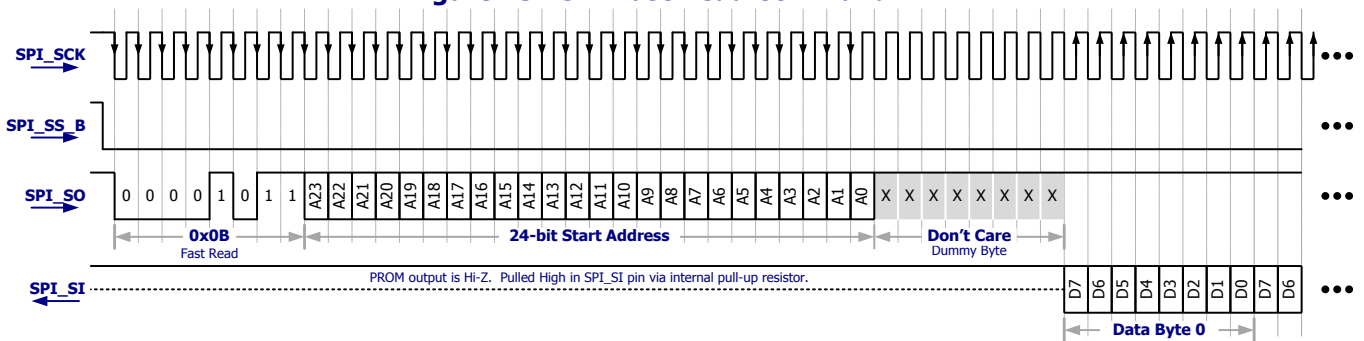 SPI_SCK
SPI_SS_B
SPI_SO 0 0 0 0 1 0 1 1 A23 A22 A21 A20 A19 A18 A17 A16 A15 A14 A13 A12 A11 A10 A9 A8 A7 A6 A5 A4 A3 A2 A1 A0 X X X X X X X X
0x0B 24-bit Start Address Don't Care
Fast Read Dummy Byte
PROM output is Hi-Z. Pulled High in SPI_SI pin via internal pull-up resistor.
SPI_SI D7 D6 D5 D4 D3 D2 D1 D0 D7 D6
Data Byte 0